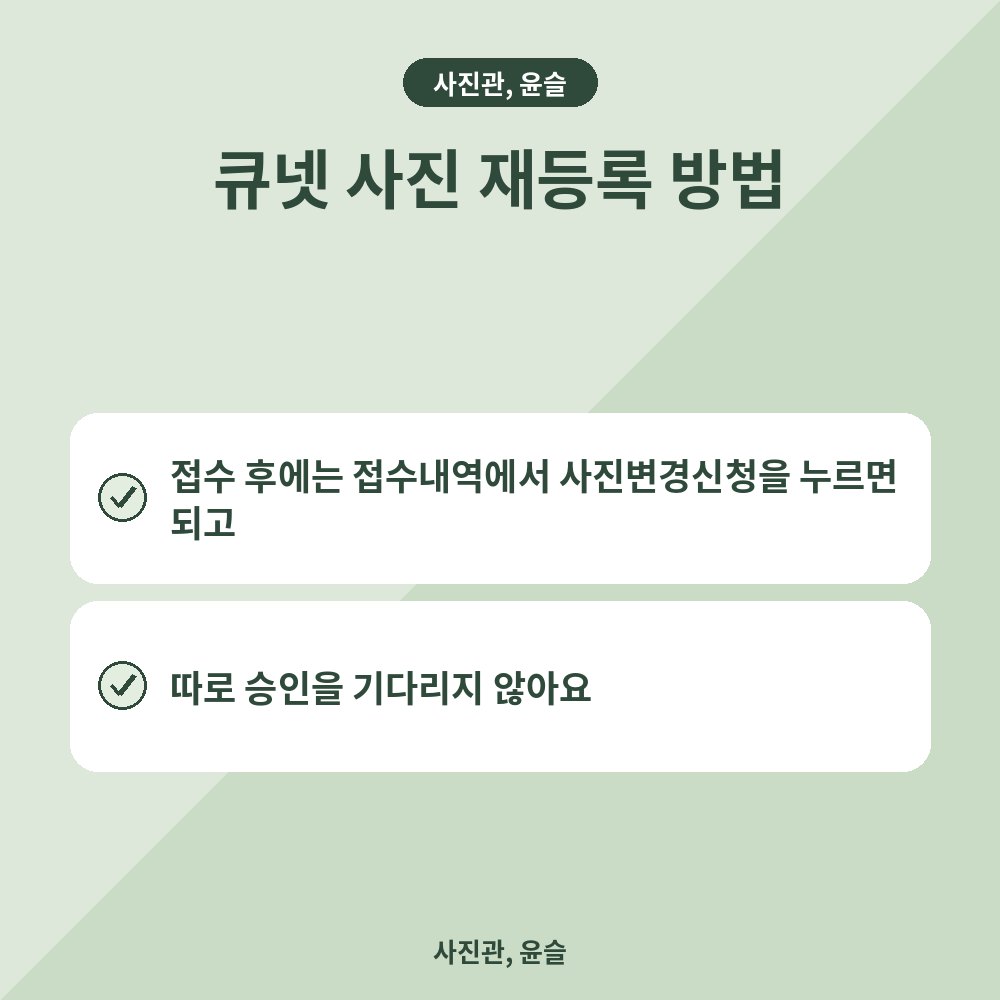 사진관, 윤슬
큐넷 사진 재등록 방법
접수 후에는 접수내역에서 사진변경신청을 누르면
되고
따로 승인을 기다리지 않아요
사진관, 윤슬